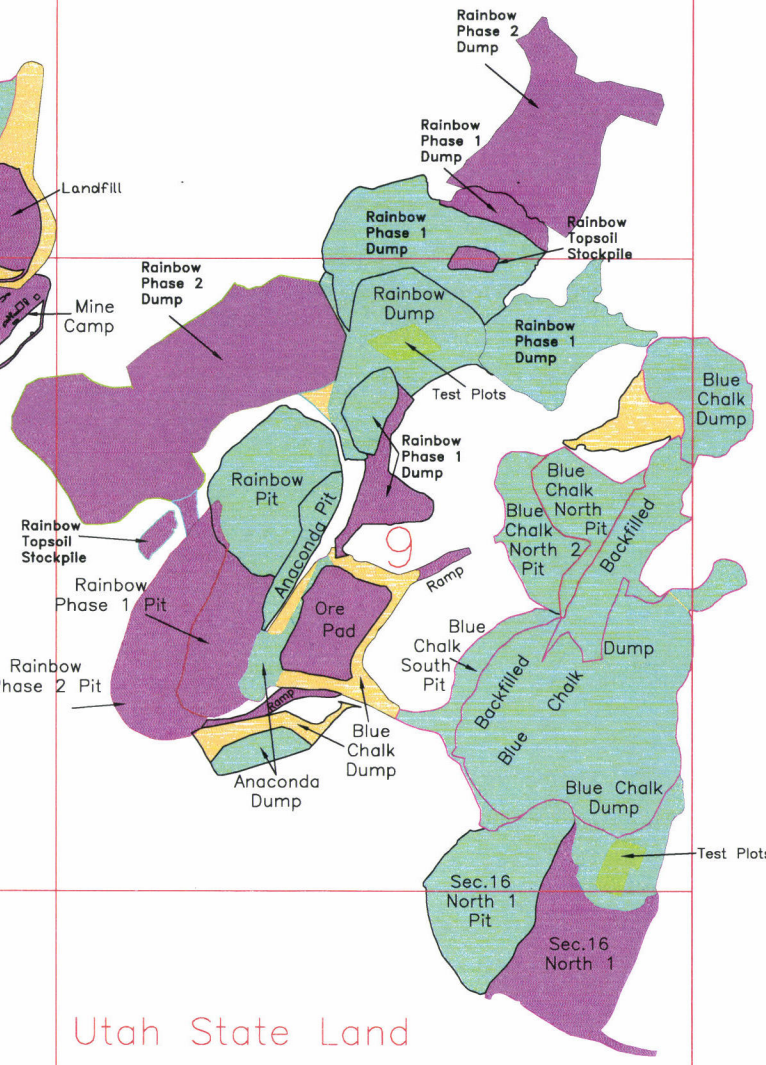 Rainbow
Phase 2
Dump
Rainbow
Phase 1
Dump
Landfill
Rainbow
Phase 1
Dump
Rainbow
Topsoil
Stockpile
Rainbow
Phase 2
Dump
Mine
Camp
Rainbow
Dump
Rainbow
Phase 1
Dump
Test Plots
Blue
Chalk
Dump
Rainbow
Phase 1
Dump
Rainbow
Pit
Anaconda Pit
Blue
Chalk
North
Pit
Blue
Chalk
North 2
Pit
Backfilled
Rainbow
Topsoil
Stockpile
9
Ramp
Rainbow
Phase 1 Pit
Ore
Pad
Blue
Chalk
South
Pit
Dump
Rainbow
Phase 2 Pit
Backfilled
Blue Chalk
Ramp
Blue
Chalk
Dump
Anaconda
Dump
Blue Chalk
Dump
Test Plots
Sec.16
North 1
Pit
Sec.16
North 1
Utah State Land